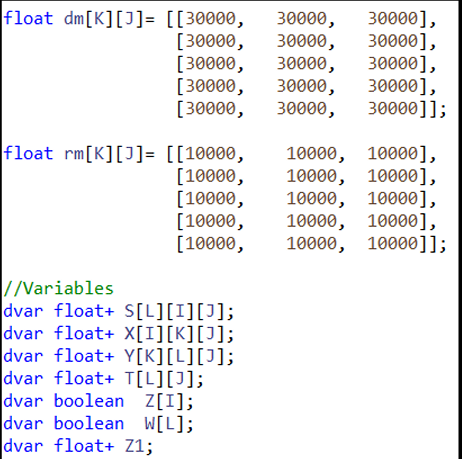 float dm[K][J]= [[30000,   30000,   30000],
                 [30000,   30000,   30000],
                 [30000,   30000,   30000],
                 [30000,   30000,   30000],
                 [30000,   30000,   30000]];
float rm[K][J]= [[10000,    10000,  10000],
                 [10000,    10000,  10000],
                 [10000,    10000,  10000],
                 [10000,    10000,  10000],
                 [10000,    10000,  10000]];
//Variables
dvar float+ S[L][I][J];
dvar float+ X[I][K][J];
dvar float+ Y[K][L][J];
dvar float+ T[L][J];
dvar boolean  Z[I];
dvar boolean  W[L];
dvar float+ Z1;